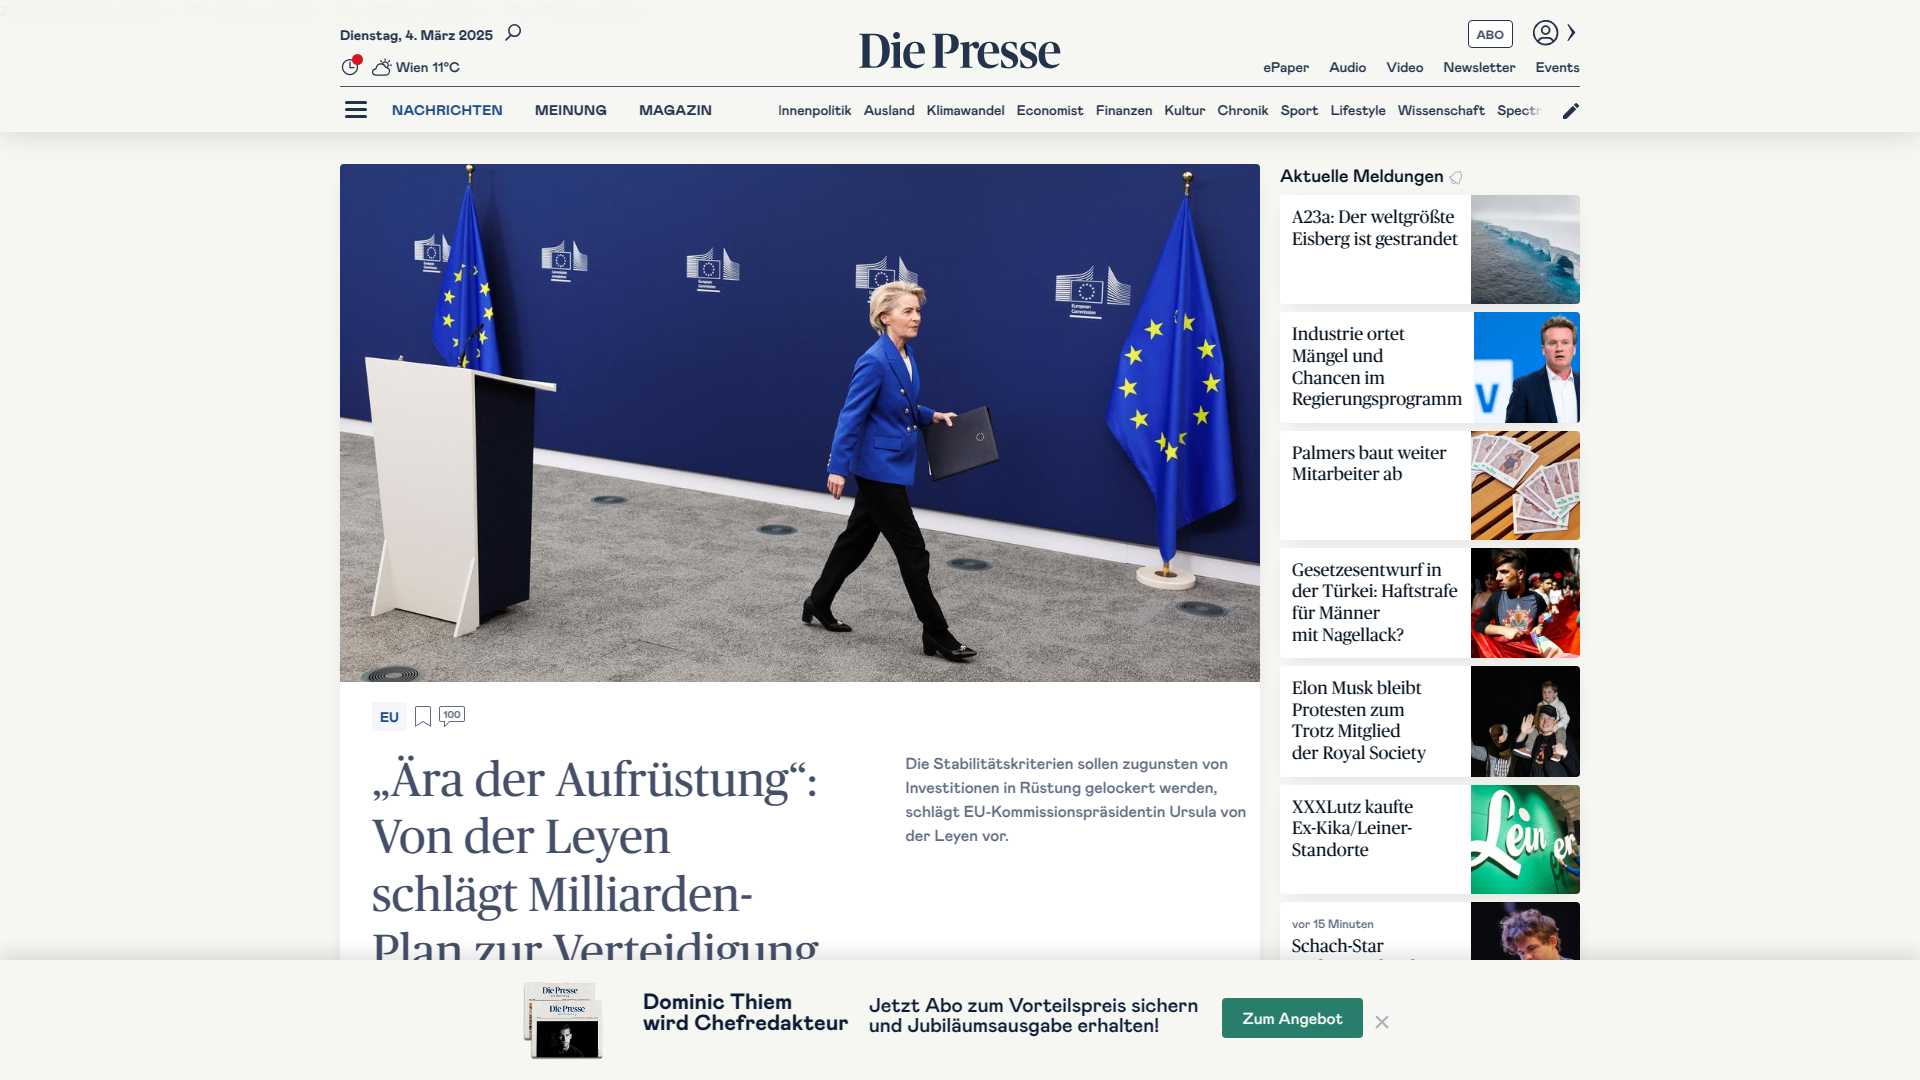 Dienstag, 4. März 2025
Wien 11°C
Die Presse
ABO
ePaper Audio Video Newsletter Events
NACHRICHTEN MEINUNG MAGAZIN
Innenpolitik Ausland Klimawandel Economist Finanzen Kultur Chronik Sport Lifestyle Wissenschaft Spectr
EU
100
„Ära der Aufrüstung“:
Von der Leyen
schlägt Milliarden-
Plan zur Verteidigung
Die Stabilitätskriterien sollen zugunsten von
Investitionen in Rüstung gelockert werden,
schlägt EU-Kommissionspräsidentin Ursula von
der Leyen vor.
Aktuelle Meldungen
A23a: Der weltgrößte
Eisberg ist gestrandet
Industrie ortet
Mängel und
Chancen im
Regierungsprogramm
V
Palmers baut weiter
Mitarbeiter ab
Gesetzesentwurf in
der Türkei: Haftstrafe
für Männer
mit Nagellack?
Elon Musk bleibt
Protesten zum
Trotz Mitglied
der Royal Society
XXXLutz kaufte
Ex-Kika/Leiner-
Standorte
Leiner
vor 15 Minuten
Schach-Star
Die Presse
Die Presse
Dominic Thiem
wird Chefredakteur
Jetzt Abo zum Vorteilspreis sichern
und Jubiläumsausgabe erhalten!
Zum Angebot